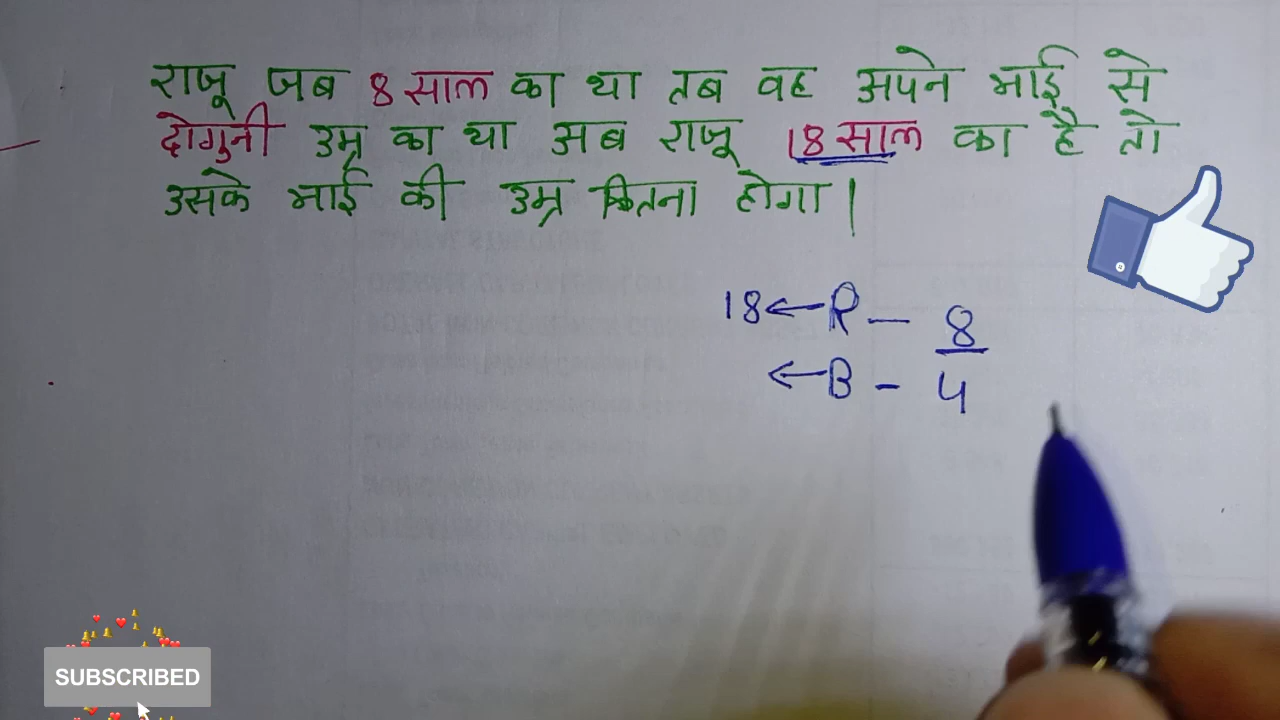 राजू जब 8 साल का था तब वह अपने भाई से
दोगुनी उम्र का था अब राजू 18 साल का है तो
उसके भाई की उम्र कितना होगा।
18 ← R – 8
← B – 4
SUBSCRIBED